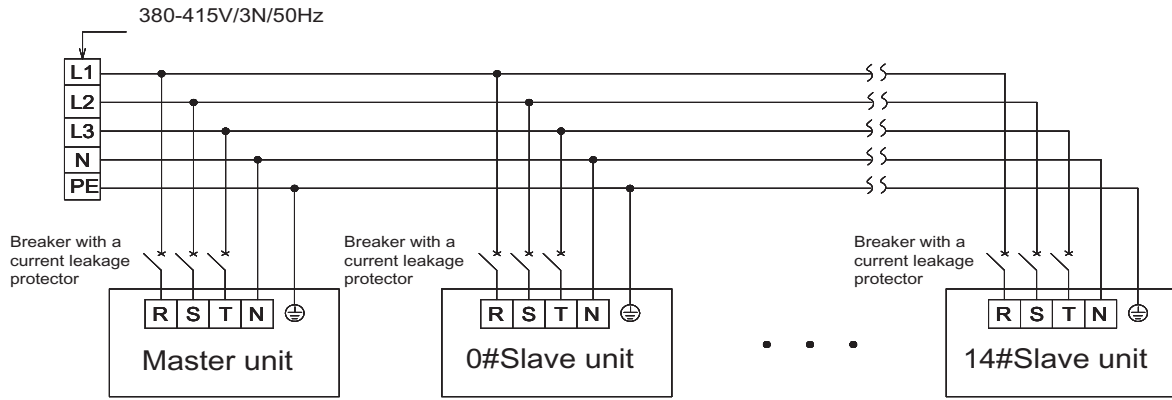 380-415V/3N/50Hz
L1
L2
L3
N
PE
Breaker with a
current leakage
protector
Breaker with a
current leakage
protector
Breaker with a
current leakage
protector
R S T N
R S T N
R S T N
Master unit
0#Slave unit
14#Slave unit